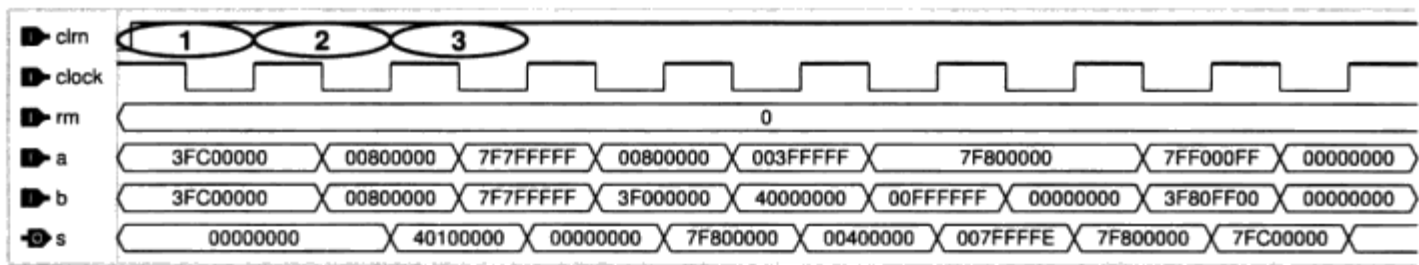 clrn 1 2 3
clock
rm 0
a 3FC00000 00800000 7F7FFFFF 00800000 003FFFFF 7F800000 7FF000FF 00000000
b 3FC00000 00800000 7F7FFFFF 3F000000 40000000 00FFFFFF 00000000 3F80FF00 00000000
s 00000000 40100000 00000000 7F800000 00400000 007FFFFE 7F800000 7FC00000